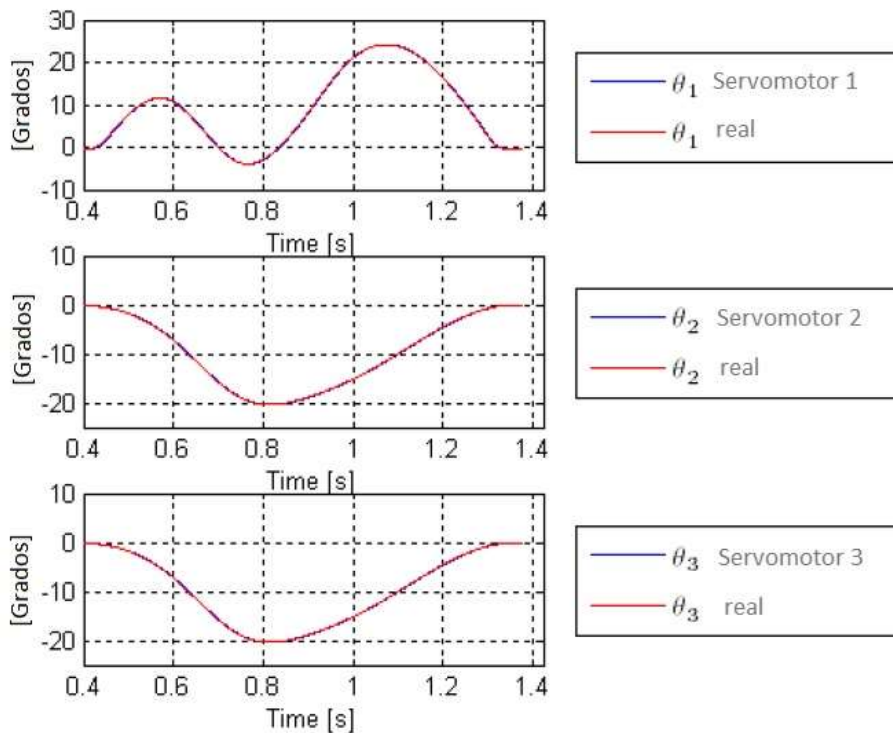 [Grados]
30
20
10
0
-10
0.4 0.6 0.8 1 1.2 1.4
Time [s]
θ1 Servomotor 1
θ1 real
[Grados]
10
0
-10
-20
0.4 0.6 0.8 1 1.2 1.4
Time [s]
θ2 Servomotor 2
θ2 real
[Grados]
10
0
-10
-20
0.4 0.6 0.8 1 1.2 1.4
Time [s]
θ3 Servomotor 3
θ3 real